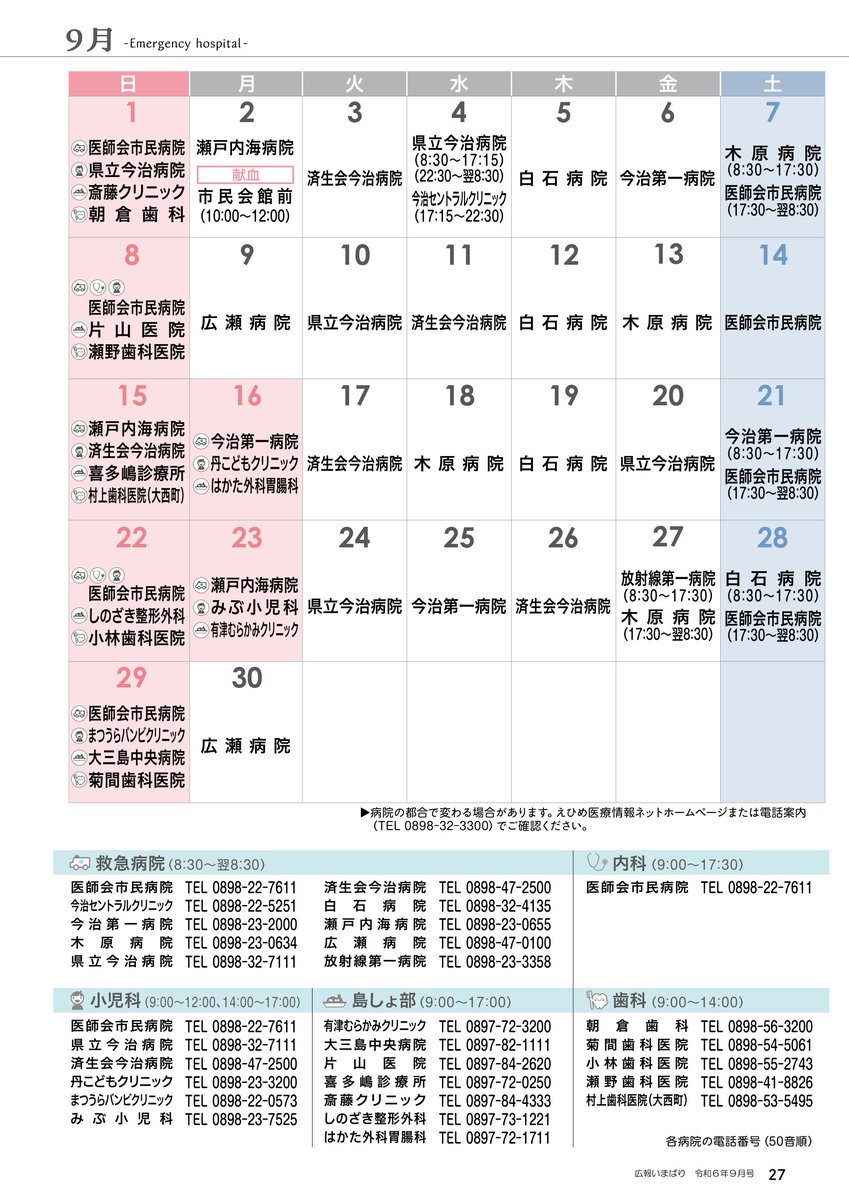 9月 -Emergency hospital-
日 月 火 水 木 金 土
1
医師会市民病院
県立今治病院
斎藤クリニック
朝倉歯科
2
瀬戸内海病院
献血
市民会館前
(10:00～12:00)
3
済生会今治病院
4
県立今治病院
(8:30～17:15)
(22:30～翌8:30)
今治セントラルクリニック
(17:15～22:30)
5
白石病院
6
今治第一病院
7
木原病院
(8:30～17:30)
医師会市民病院
(17:30～翌8:30)
8
医師会市民病院
片山医院
瀬野歯科医院
9
広瀬病院
10
県立今治病院
11
済生会今治病院
12
白石病院
13
木原病院
14
医師会市民病院
15
瀬戸内海病院
済生会今治病院
喜多嶋診療所
村上歯科医院(大西町)
16
今治第一病院
丹こどもクリニック
はかた外科胃腸科
17
済生会今治病院
18
木原病院
19
白石病院
20
県立今治病院
21
今治第一病院
(8:30～17:30)
医師会市民病院
(17:30～翌8:30)
22
医師会市民病院
しのざき整形外科
小林歯科医院
23
瀬戸内海病院
みぶ小児科
有津むらかみクリニック
24
県立今治病院
25
今治第一病院
26
済生会今治病院
27
放射線第一病院
(8:30～17:30)
木原病院
(17:30～翌8:30)
28
白石病院
(8:30～17:30)
医師会市民病院
(17:30～翌8:30)
29
医師会市民病院
まつうらバンビクリニック
大三島中央病院
菊間歯科医院
30
広瀬病院
▶病院の都合で変わる場合があります。えひめ医療情報ネットホームページまたは電話案内
(TEL 0898-32-3300)でご確認ください。
救急病院(8:30～翌8:30)
医師会市民病院 TEL 0898-22-7611
今治セントラルクリニック TEL 0898-22-5251
今治第一病院 TEL 0898-23-2000
木原病院 TEL 0898-23-0634
県立今治病院 TEL 0898-32-7111
済生会今治病院 TEL 0898-47-2500
白石病院 TEL 0898-32-4135
瀬戸内海病院 TEL 0898-23-0655
広瀬病院 TEL 0898-47-0100
放射線第一病院 TEL 0898-23-3358
内科(9:00～17:30)
医師会市民病院 TEL 0898-22-7611
小児科(9:00～12:00、14:00～17:00)
医師会市民病院 TEL 0898-22-7611
県立今治病院 TEL 0898-32-7111
済生会今治病院 TEL 0898-47-2500
丹こどもクリニック TEL 0898-23-3200
まつうらバンビクリニック TEL 0898-22-0573
みぶ小児科 TEL 0898-23-7525
島しょ部(9:00～17:00)
有津むらかみクリニック TEL 0897-72-3200
大三島中央病院 TEL 0897-82-1111
片山医院 TEL 0897-84-2620
喜多嶋診療所 TEL 0897-72-0250
斎藤クリニック TEL 0897-84-4333
しのざき整形外科 TEL 0897-73-1221
はかた外科胃腸科 TEL 0897-72-1711
歯科(9:00～14:00)
朝倉歯科 TEL 0898-56-3200
菊間歯科医院 TEL 0898-54-5061
小林歯科医院 TEL 0898-55-2743
瀬野歯科医院 TEL 0898-41-8826
村上歯科医院(大西町) TEL 0898-53-5495
各病院の電話番号(50音順)
広報いまばり 令和6年9月号 27